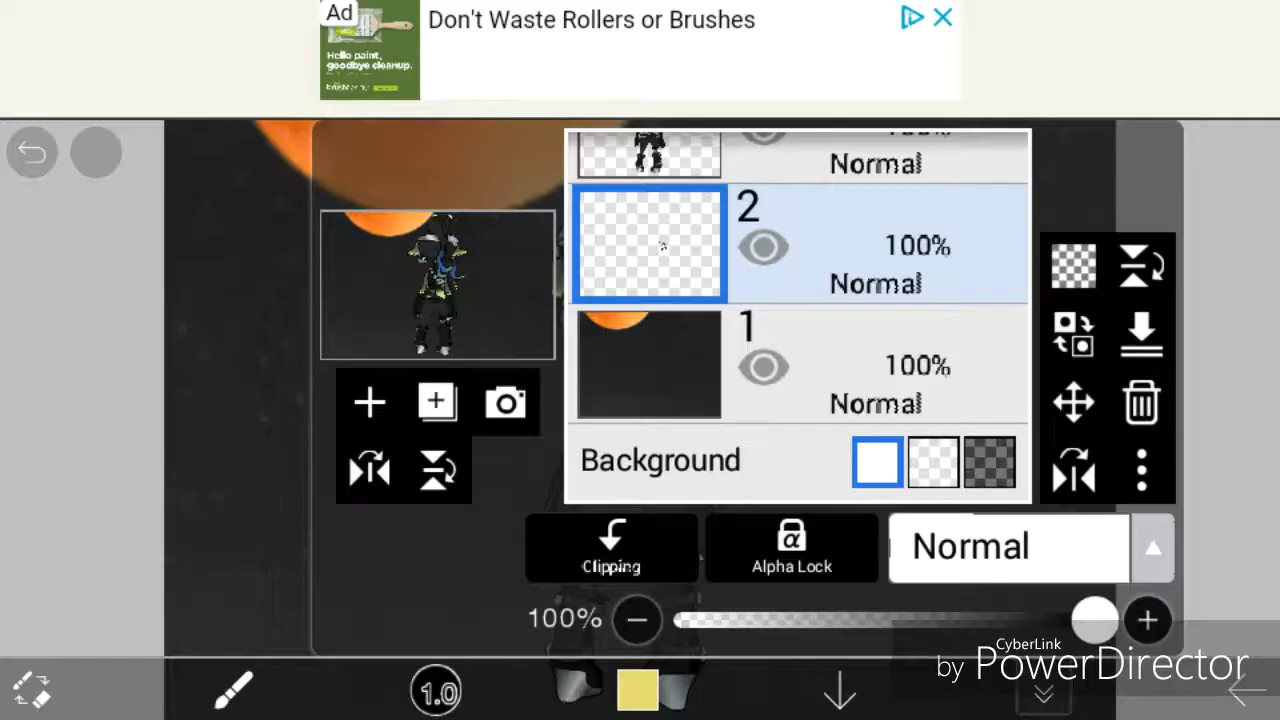 Ad
Don't Waste Rollers or Brushes
Hello paint,
goodbye cleanup.
Normal
2
100%
Normal
1
100%
Normal
Background
Clipping
Alpha Lock
Normal
100%
1.0
CyberLink
by PowerDirector